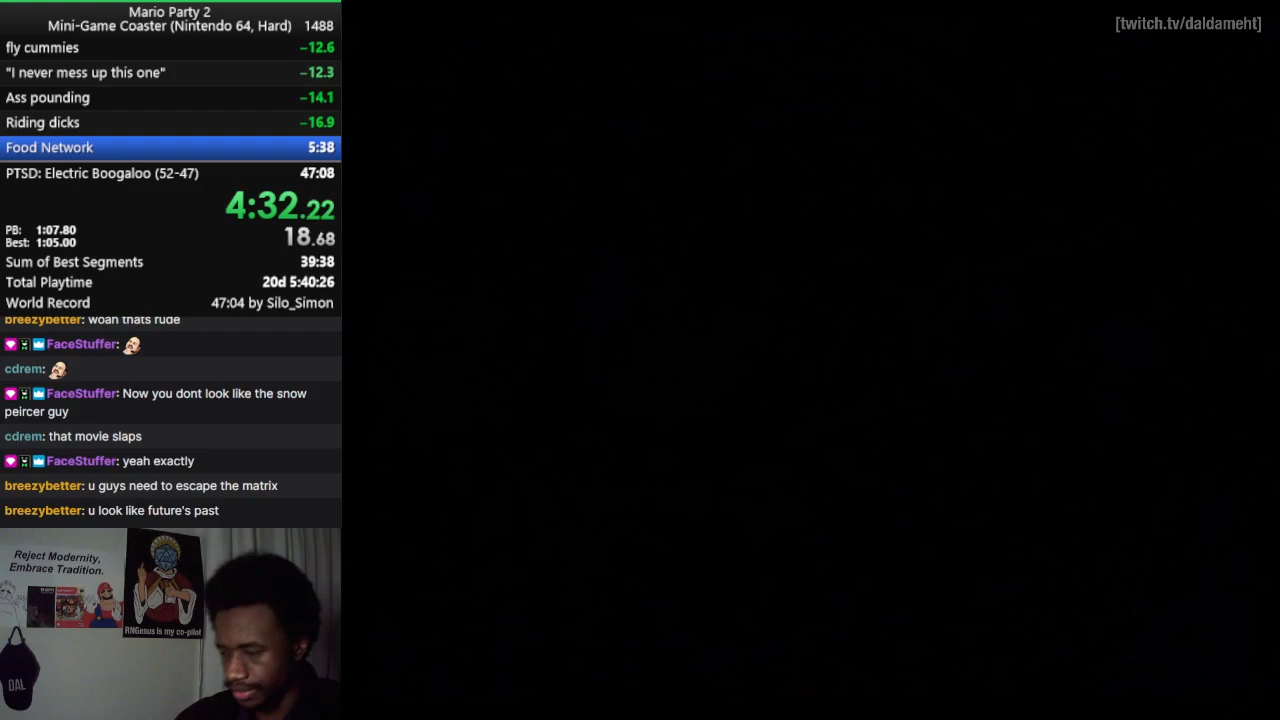 Mario Party 2
Mini-Game Coaster (Nintendo 64, Hard) 1488
fly cummies -12.6
"I never mess up this one" -12.3
Ass pounding -14.1
Riding dicks -16.9
Food Network 5:38
PTSD: Electric Boogaloo (52-47) 47:08
4:32.22
PB: 1:07.80
18.68
Best: 1:05.00
Sum of Best Segments 39:38
Total Playtime 20d 5:40:26
World Record 47:04 by Silo_Simon
breezybetter: woah thats rude
FaceStuffer:
cdrem:
FaceStuffer: Now you dont look like the snow
peircer guy
cdrem: that movie slaps
FaceStuffer: yeah exactly
breezybetter: u guys need to escape the matrix
breezybetter: u look like future's past
[twitch.tv/daldameht]
Reject Modernity,
Embrace Tradition.
RNGesus is my co-pilot
DAL